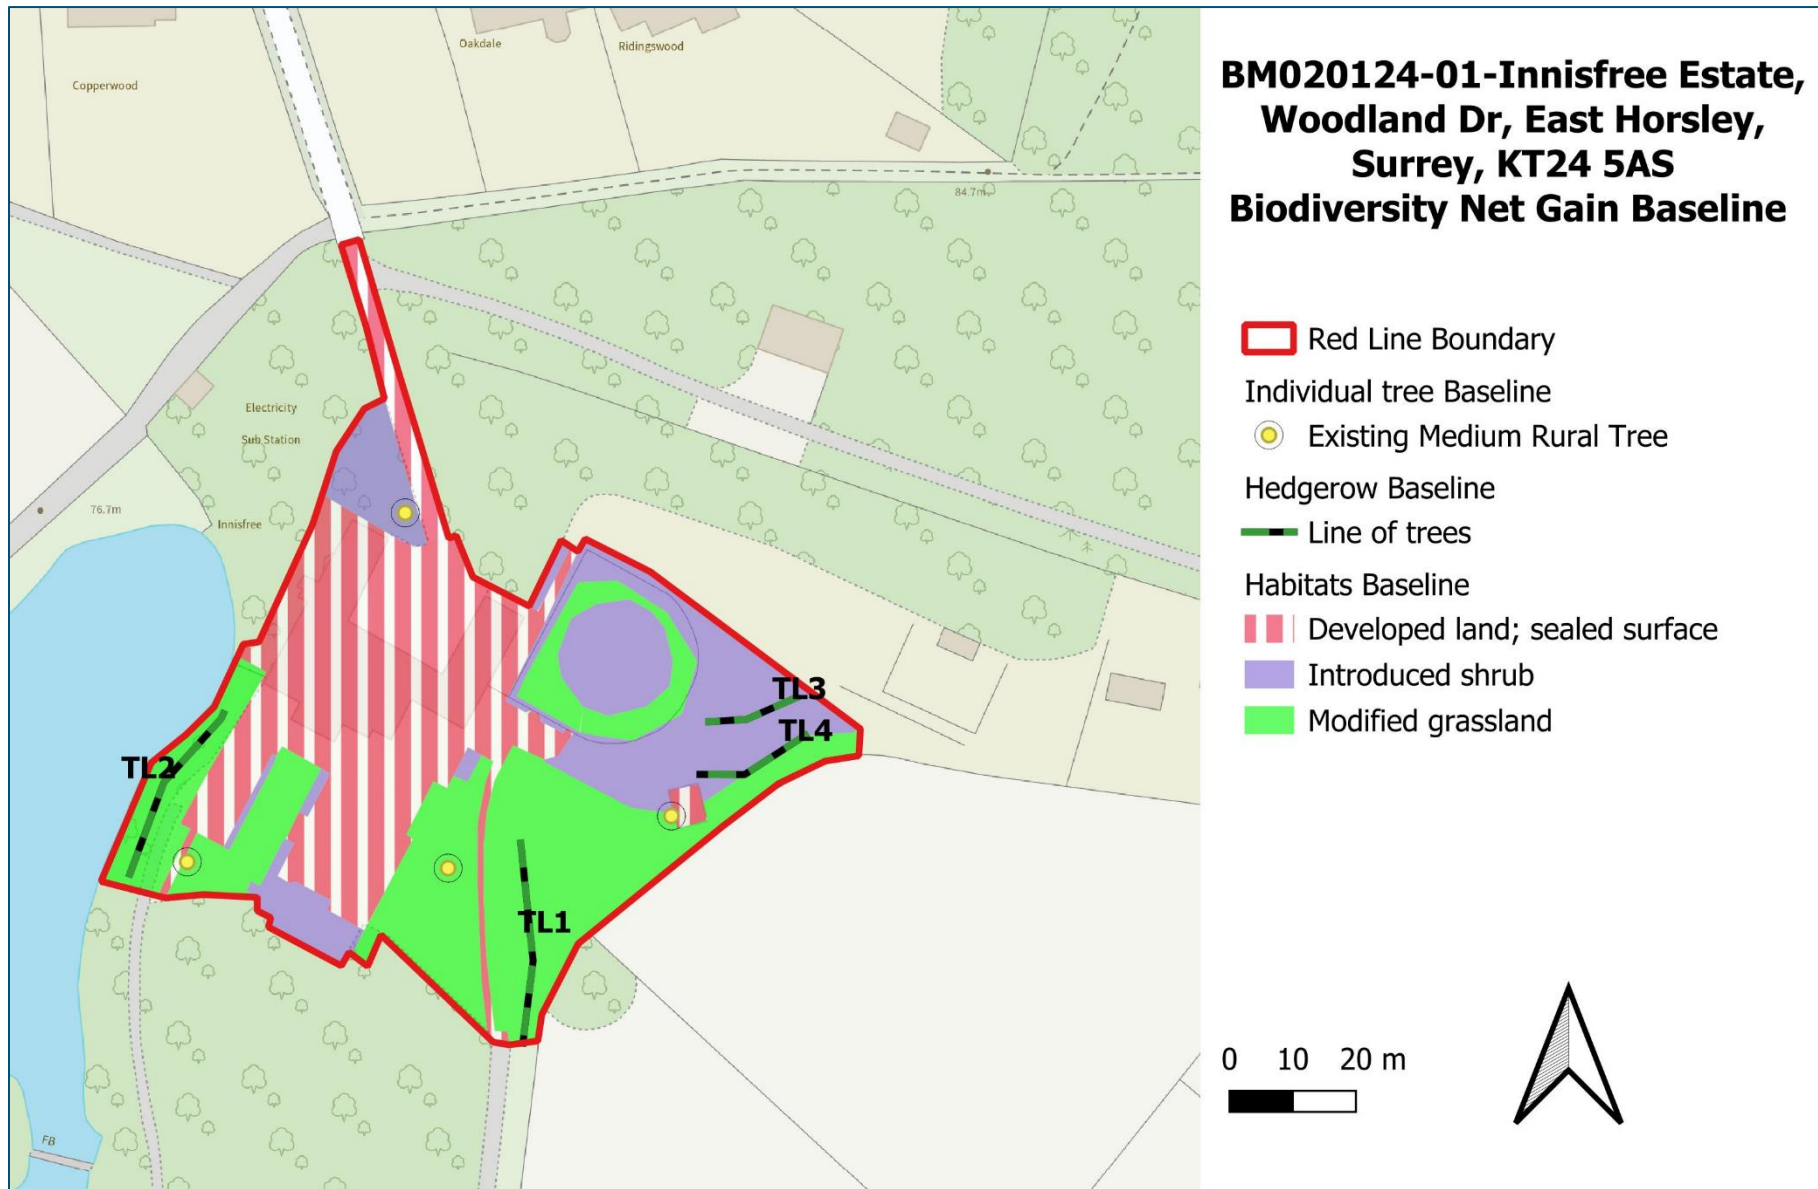 Copperwood
Oakdale
Ridingswood
84.7m
Electricity
Sub Station
76.7m
Innisfree
TL3
TL4
TL2
TL1
FB
BM020124-01-Innisfree Estate,
Woodland Dr, East Horsley,
Surrey, KT24 5AS
Biodiversity Net Gain Baseline
Red Line Boundary
Individual tree Baseline
Existing Medium Rural Tree
Hedgerow Baseline
Line of trees
Habitats Baseline
Developed land; sealed surface
Introduced shrub
Modified grassland
0 10 20 m